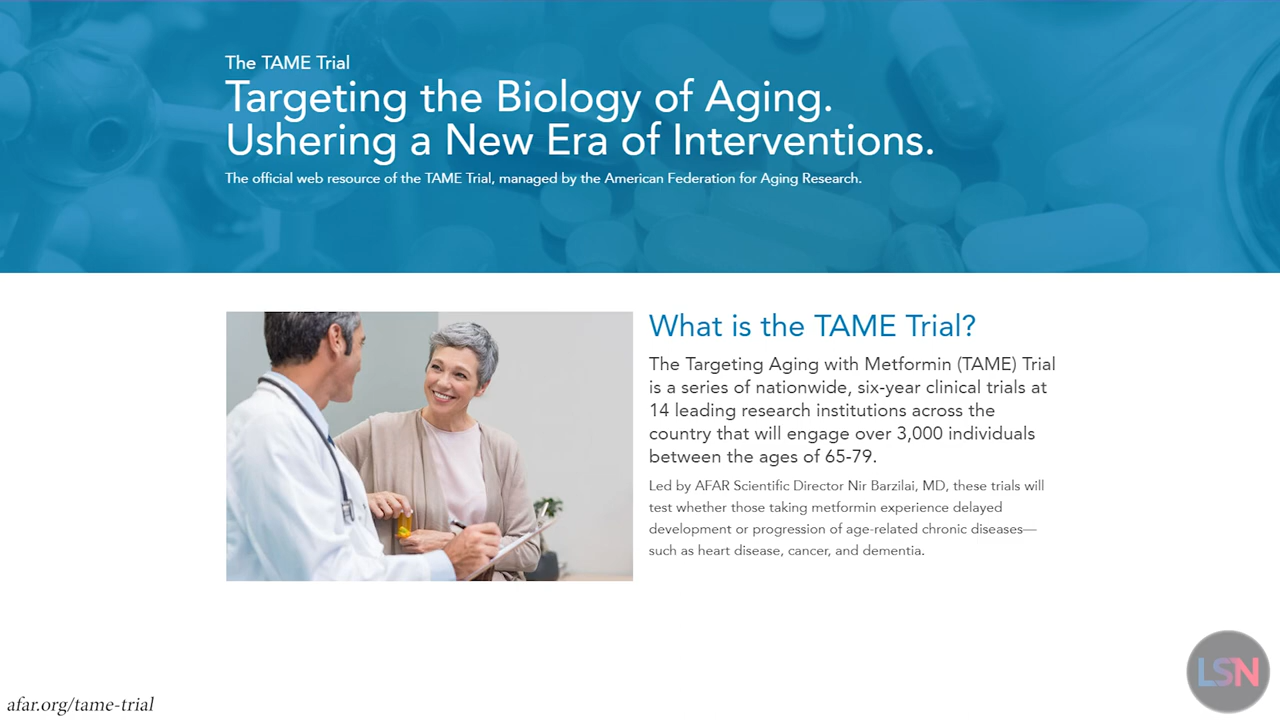 The TAME Trial
Targeting the Biology of Aging.
Ushering a New Era of Interventions.
The official web resource of the TAME Trial, managed by the American Federation for Aging Research.
What is the TAME Trial?
The Targeting Aging with Metformin (TAME) Trial
is a series of nationwide, six-year clinical trials at
14 leading research institutions across the
country that will engage over 3,000 individuals
between the ages of 65-79.
Led by AFAR Scientific Director Nir Barzilai, MD, these trials will
test whether those taking metformin experience delayed
development or progression of age-related chronic diseases—
such as heart disease, cancer, and dementia.
afar.org/tame-trial
LSN